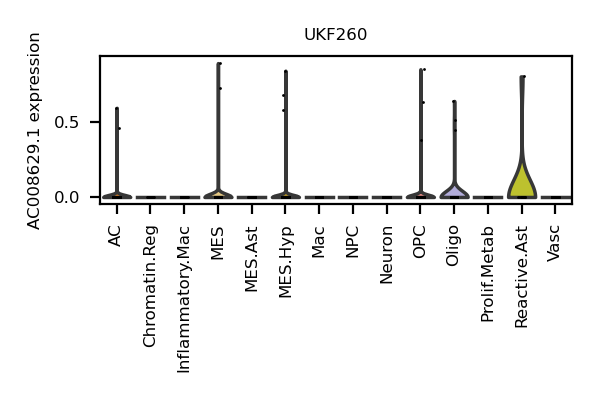 UKF260
AC008629.1 expression
0.5
0.0
AC
Chromatin.Reg
Inflammatory.Mac
MES
MES.Ast
MES.Hyp
Mac
NPC
Neuron
OPC
Oligo
Prolif.Metab
Reactive.Ast
Vasc